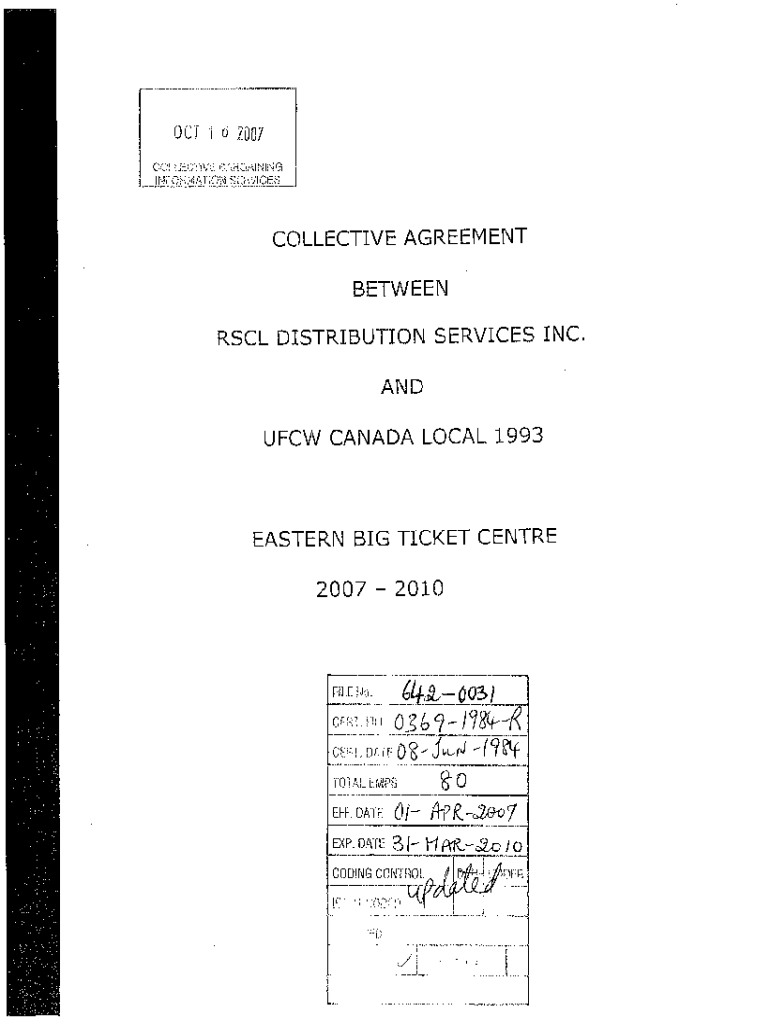 OCT 16 2007
COLLECTIVE BARGAINING
INFORMATION SERVICES
COLLECTIVE AGREEMENT
BETWEEN
RSCL DISTRIBUTION SERVICES INC.
AND
UFCW CANADA LOCAL 1993
EASTERN BIG TICKET CENTRE
2007 – 2010
FILE No. 642-0031
CERT. FILE 0369-1984-R
CERT. DATE 08-JUN-1984
TOTAL EMPS 80
EFF. DATE 01-APR-2007
EXP. DATE 31-MAR-2010
CODING CONTROL
updated